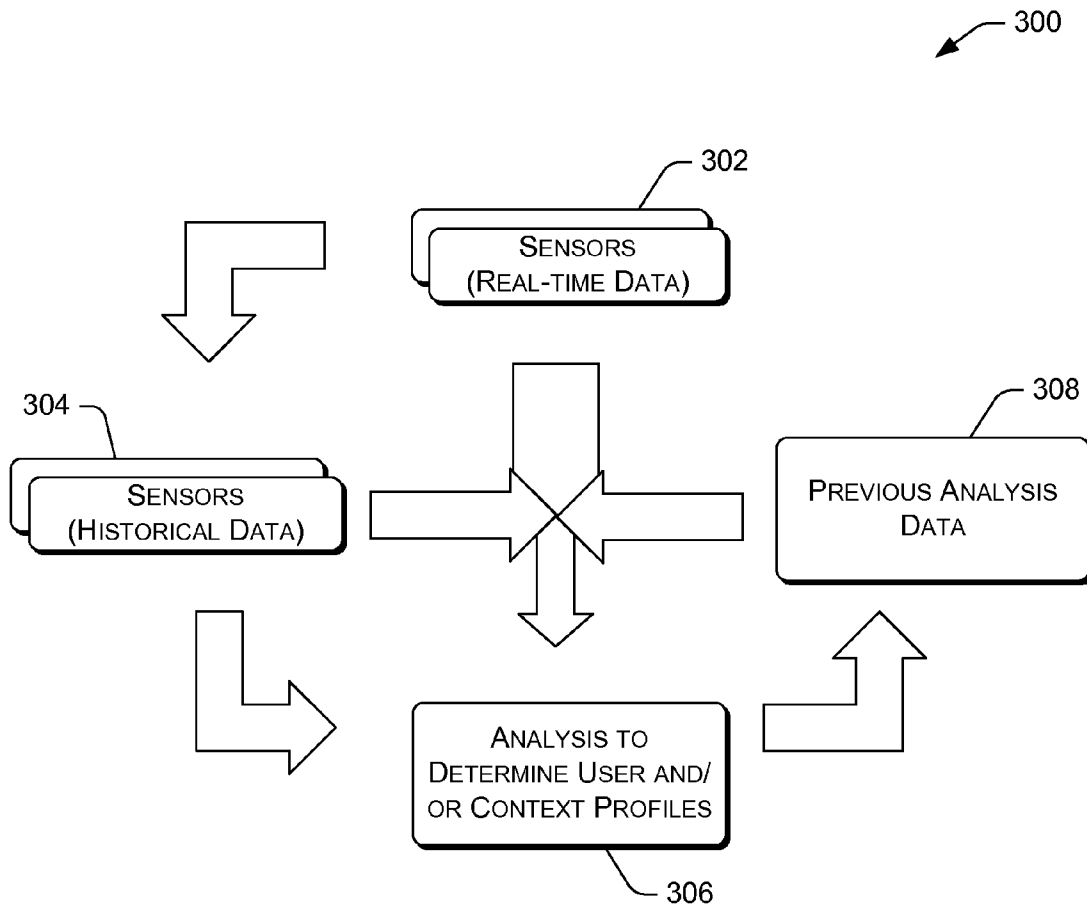 300
302
SENSORS
(REAL-TIME DATA)
304
SENSORS
(HISTORICAL DATA)
308
PREVIOUS ANALYSIS
DATA
ANALYSIS TO
DETERMINE USER AND/
OR CONTEXT PROFILES
306